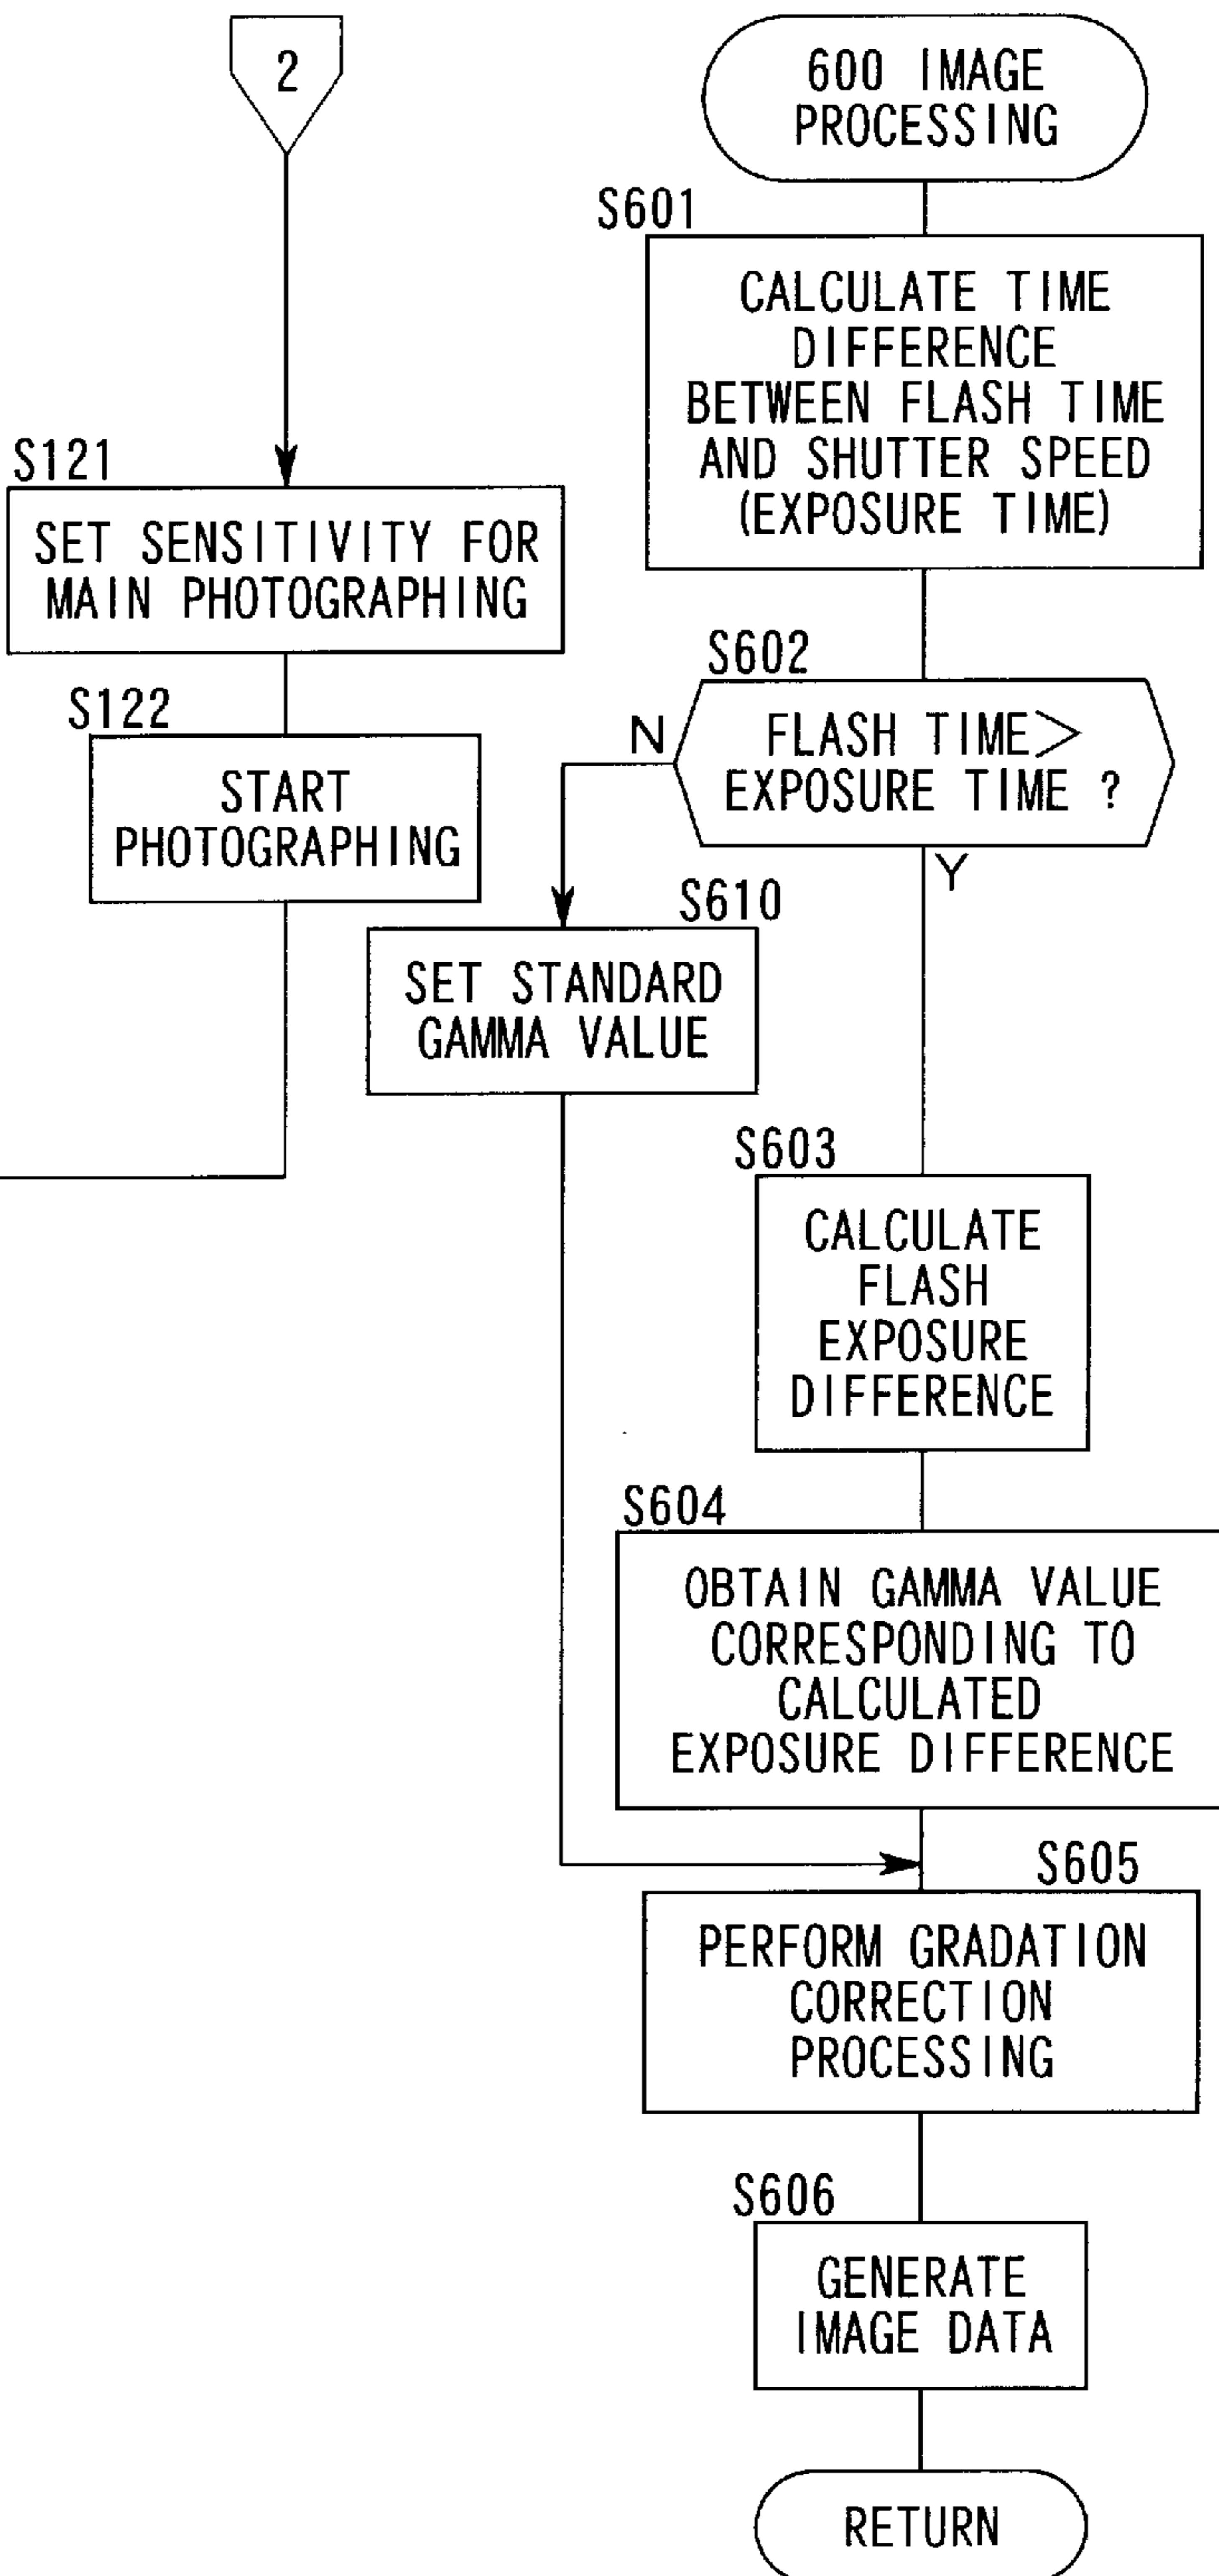 2
S121
SET SENSITIVITY FOR
MAIN PHOTOGRAPHING
S122
START
PHOTOGRAPHING
600 IMAGE
PROCESSING
S601
CALCULATE TIME
DIFFERENCE
BETWEEN FLASH TIME
AND SHUTTER SPEED
(EXPOSURE TIME)
S602
FLASH TIME>
EXPOSURE TIME ?
N
Y
S610
SET STANDARD
GAMMA VALUE
S603
CALCULATE
FLASH
EXPOSURE
DIFFERENCE
S604
OBTAIN GAMMA VALUE
CORRESPONDING TO
CALCULATED
EXPOSURE DIFFERENCE
S605
PERFORM GRADATION
CORRECTION
PROCESSING
S606
GENERATE
IMAGE DATA
RETURN